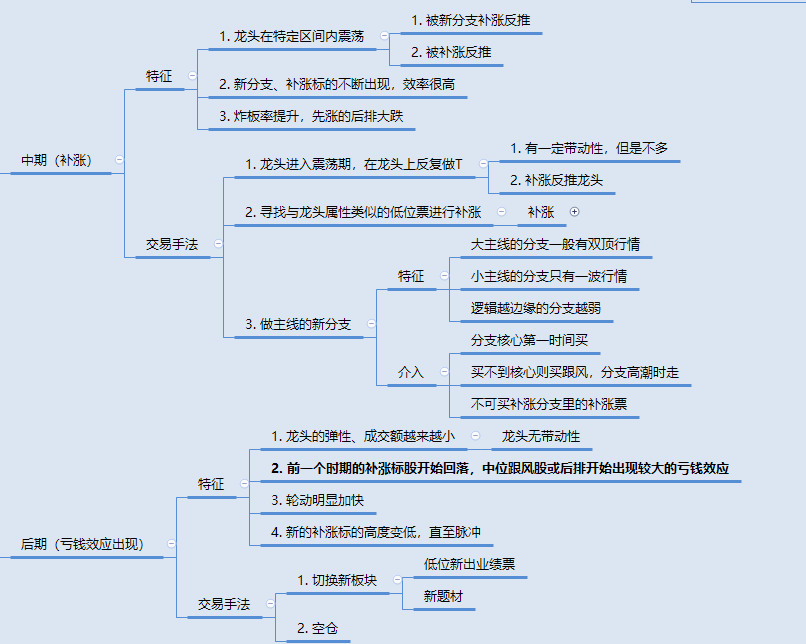 中期（补涨）
特征
1. 龙头在特定区间内震荡
1. 被新分支补涨反推
2. 被补涨反推
2. 新分支、补涨标的不断出现，效率很高
3. 炸板率提升，先涨的后排大跌
交易手法
1. 龙头进入震荡期，在龙头上反复做T
1. 有一定带动性，但是不多
2. 补涨反推龙头
2. 寻找与龙头属性类似的低位票进行补涨
补涨
3. 做主线的新分支
特征
大主线的分支一般有双顶行情
小主线的分支只有一波行情
逻辑越边缘的分支越弱
介入
分支核心第一时间买
买不到核心则买跟风，分支高潮时走
不可买补涨分支里的补涨票
后期（亏钱效应出现）
特征
1. 龙头的弹性、成交额越来越小
龙头无带动性
2. 前一个时期的补涨标股开始回落，中位跟风股或后排开始出现较大的亏钱效应
3. 轮动明显加快
4. 新的补涨标的高度变低，直至脉冲
交易手法
1. 切换新板块
低位新出业绩票
新题材
2. 空仓